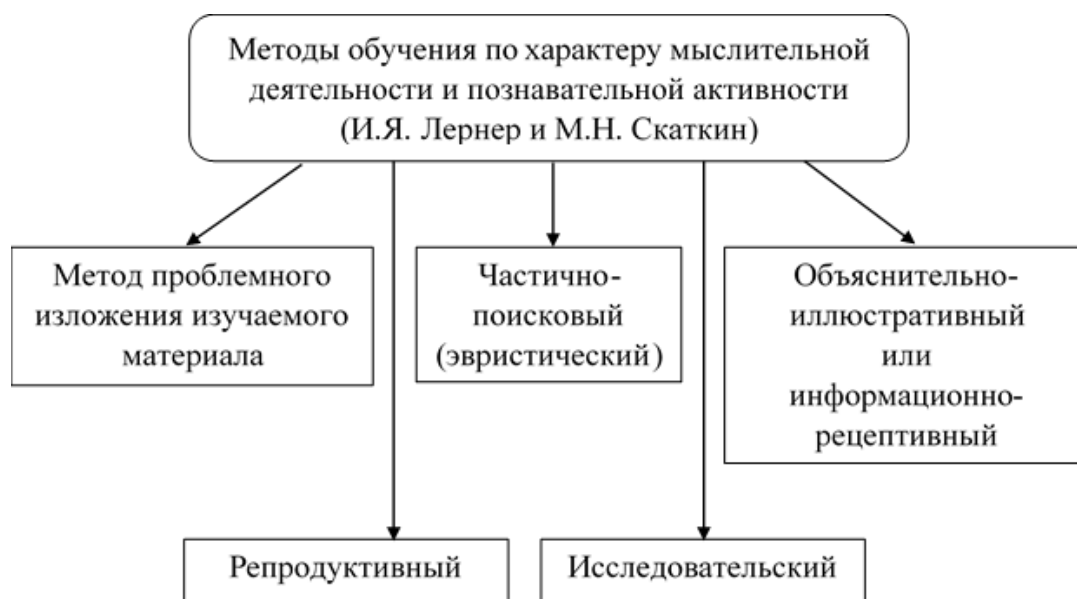 Методы обучения по характеру мыслительной
деятельности и познавательной активности
(И.Я. Лернер и М.Н. Скаткин)
Метод проблемного
изложения изучаемого
материала
Частично-
поисковый
(эвристический)
Объяснительно-
иллюстративный
или
информационно-
рецептивный
Репродуктивный
Исследовательский